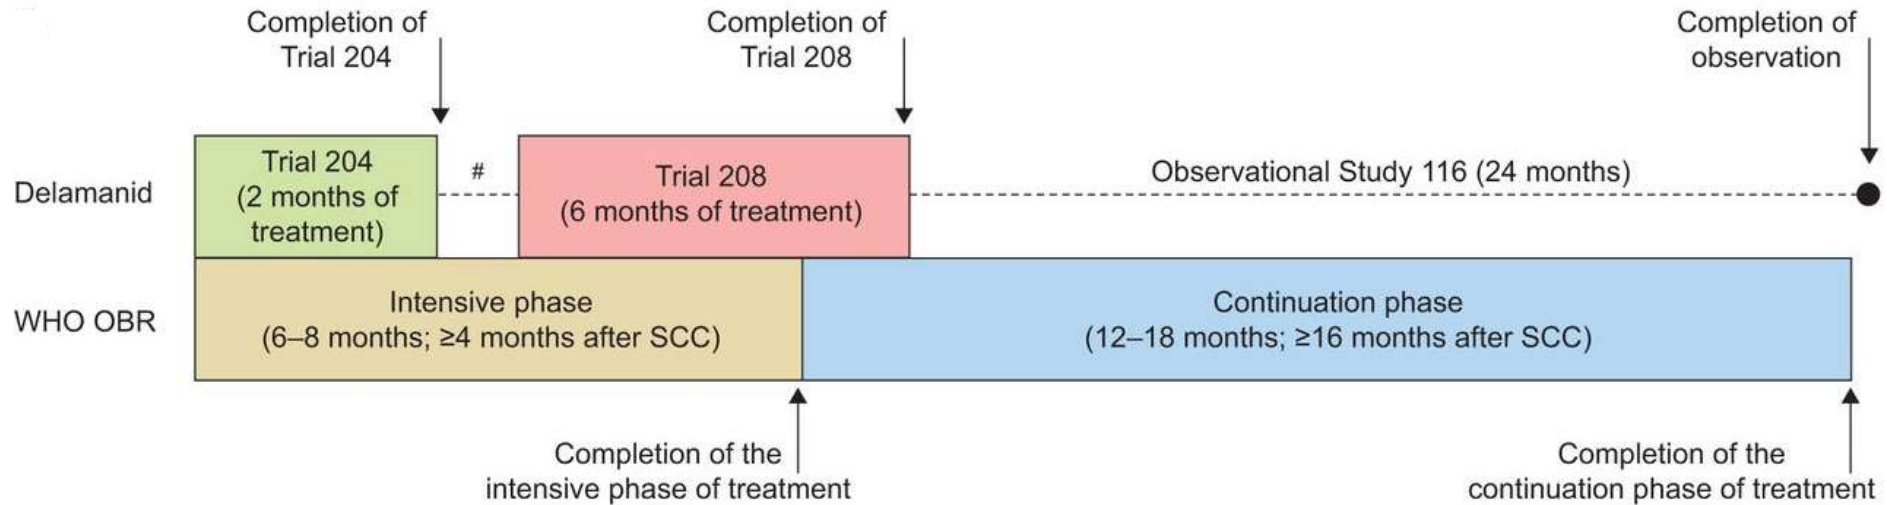 Completion of
Trial 204
Completion of
Trial 208
Completion of
observation
Delamanid
Trial 204
(2 months of
treatment)
#
Trial 208
(6 months of treatment)
Observational Study 116 (24 months)
WHO OBR
Intensive phase
(6–8 months; ≥4 months after SCC)
Continuation phase
(12–18 months; ≥16 months after SCC)
Completion of the
intensive phase of treatment
Completion of the
continuation phase of treatment